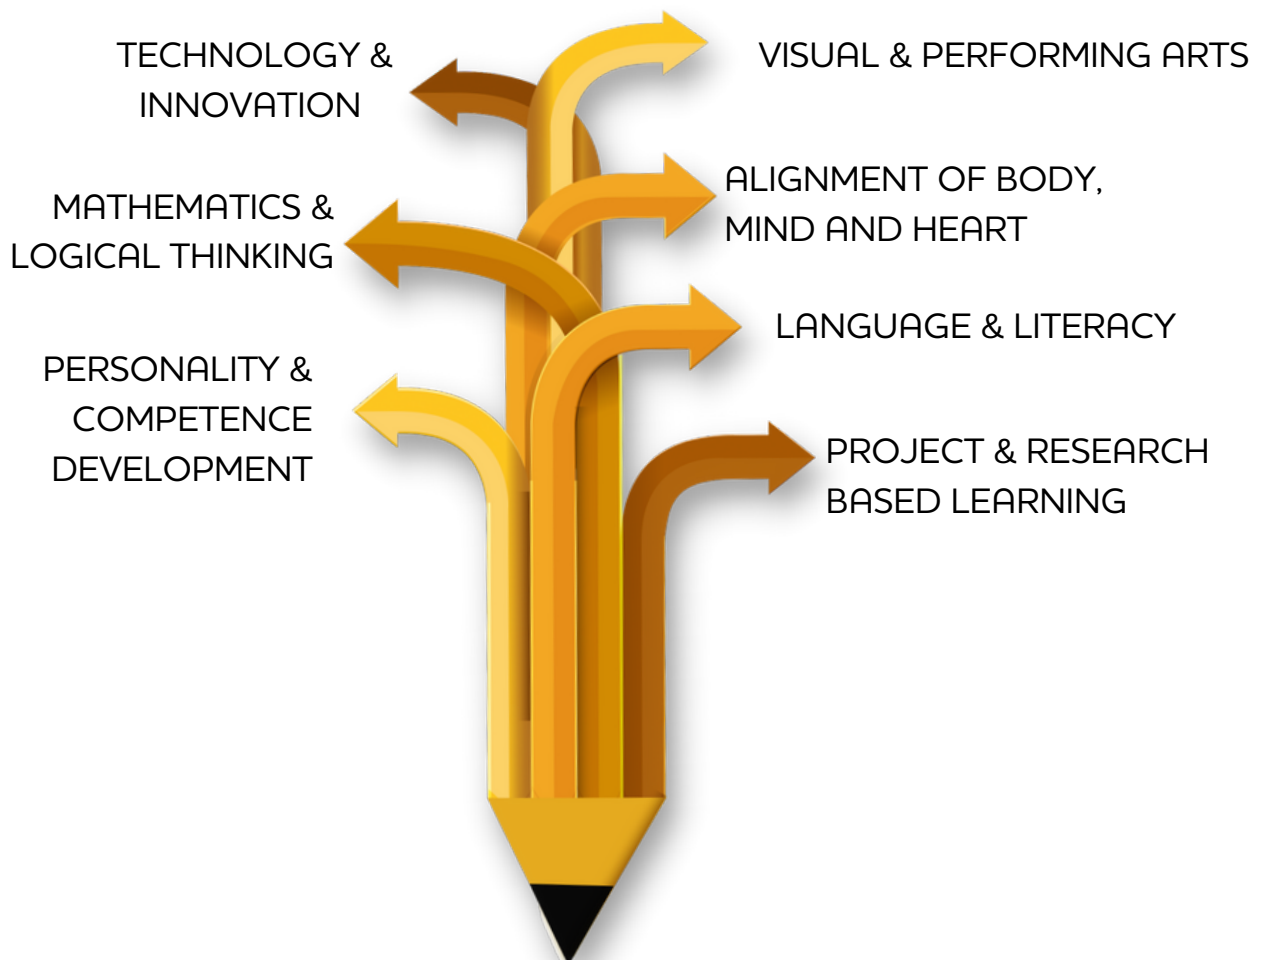 TECHNOLOGY &
INNOVATION
VISUAL & PERFORMING ARTS
MATHEMATICS &
LOGICAL THINKING
ALIGNMENT OF BODY,
MIND AND HEART
LANGUAGE & LITERACY
PERSONALITY &
COMPETENCE
DEVELOPMENT
PROJECT & RESEARCH
BASED LEARNING